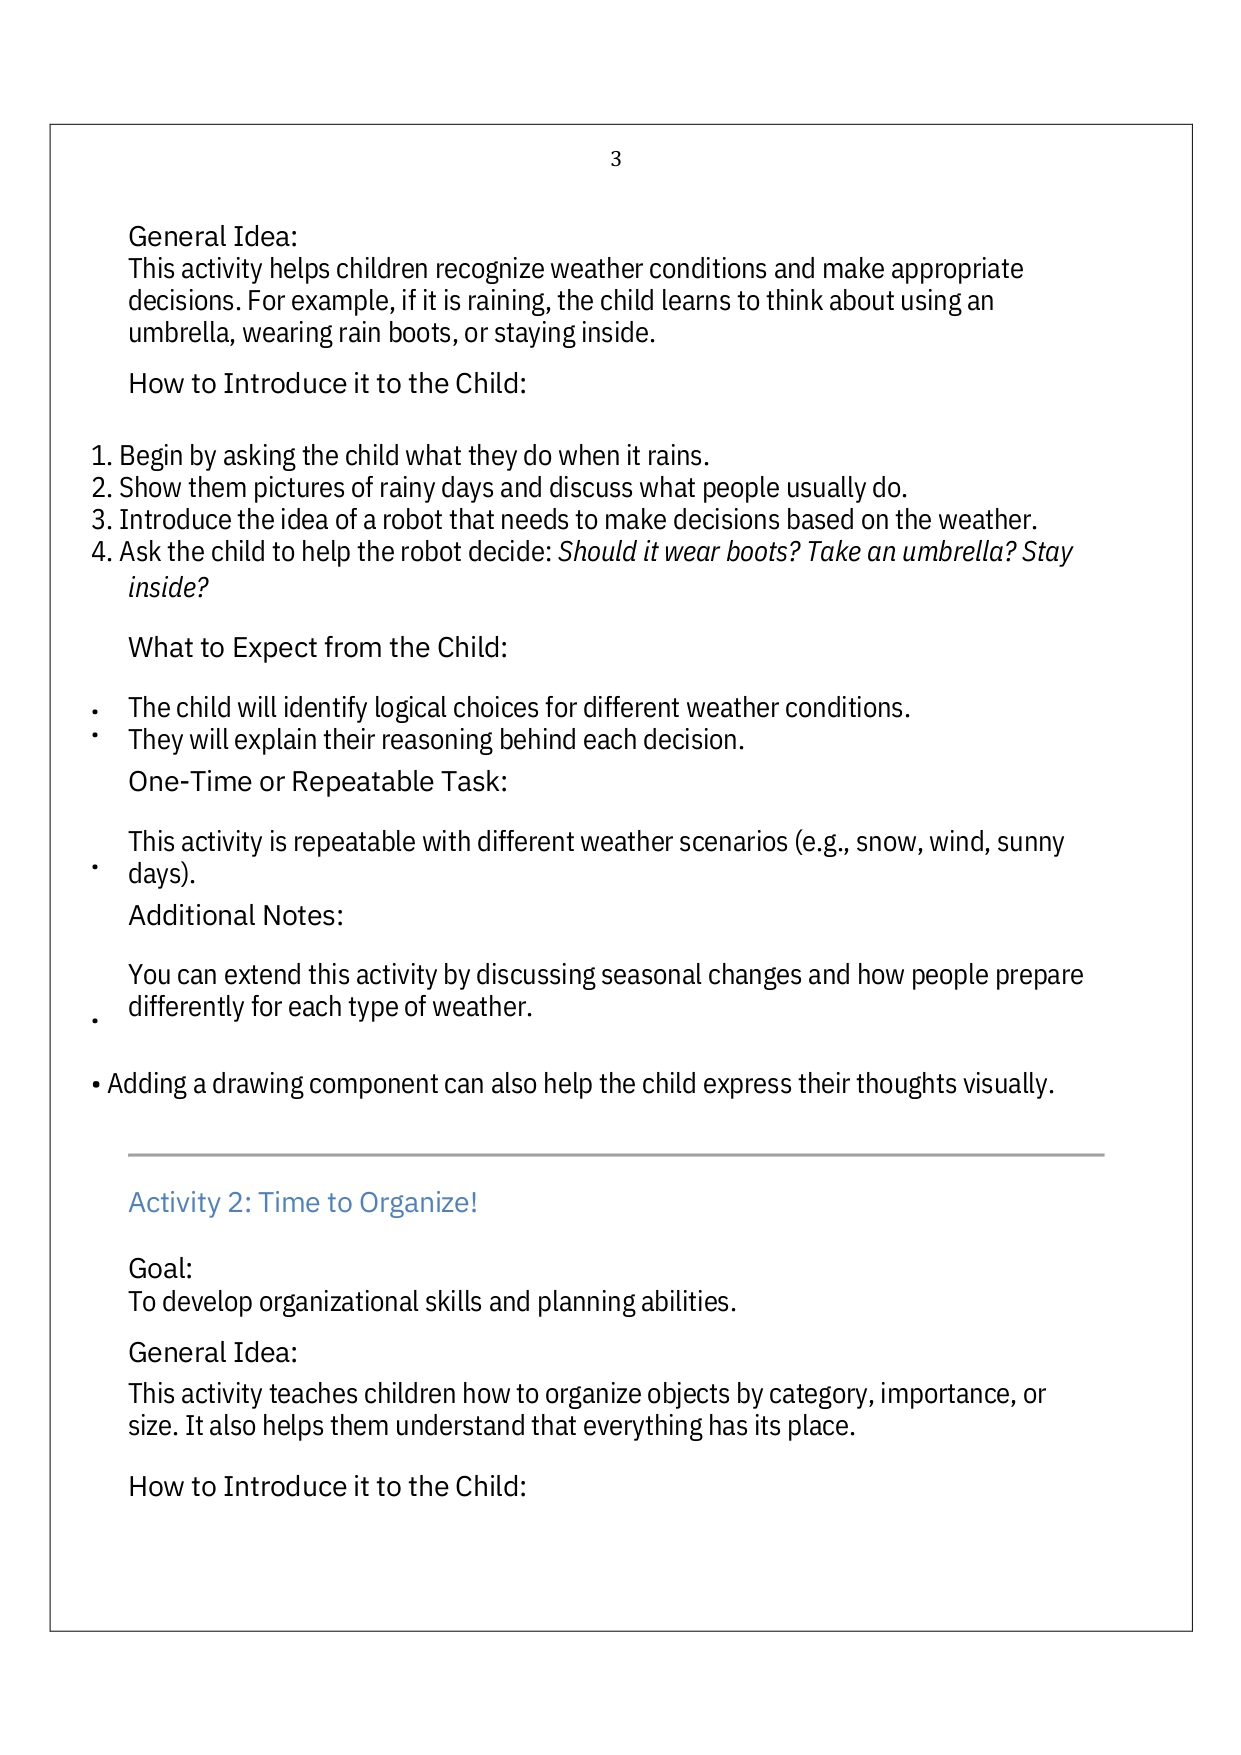 3
General Idea:
This activity helps children recognize weather conditions and make appropriate
decisions. For example, if it is raining, the child learns to think about using an
umbrella, wearing rain boots, or staying inside.
How to Introduce it to the Child:
1. Begin by asking the child what they do when it rains.
2. Show them pictures of rainy days and discuss what people usually do.
3. Introduce the idea of a robot that needs to make decisions based on the weather.
4. Ask the child to help the robot decide: Should it wear boots? Take an umbrella? Stay
inside?
What to Expect from the Child:
• The child will identify logical choices for different weather conditions.
• They will explain their reasoning behind each decision.
One-Time or Repeatable Task:
This activity is repeatable with different weather scenarios (e.g., snow, wind, sunny
• days).
Additional Notes:
You can extend this activity by discussing seasonal changes and how people prepare
• differently for each type of weather.
• Adding a drawing component can also help the child express their thoughts visually.
Activity 2: Time to Organize!
Goal:
To develop organizational skills and planning abilities.
General Idea:
This activity teaches children how to organize objects by category, importance, or
size. It also helps them understand that everything has its place.
How to Introduce it to the Child: